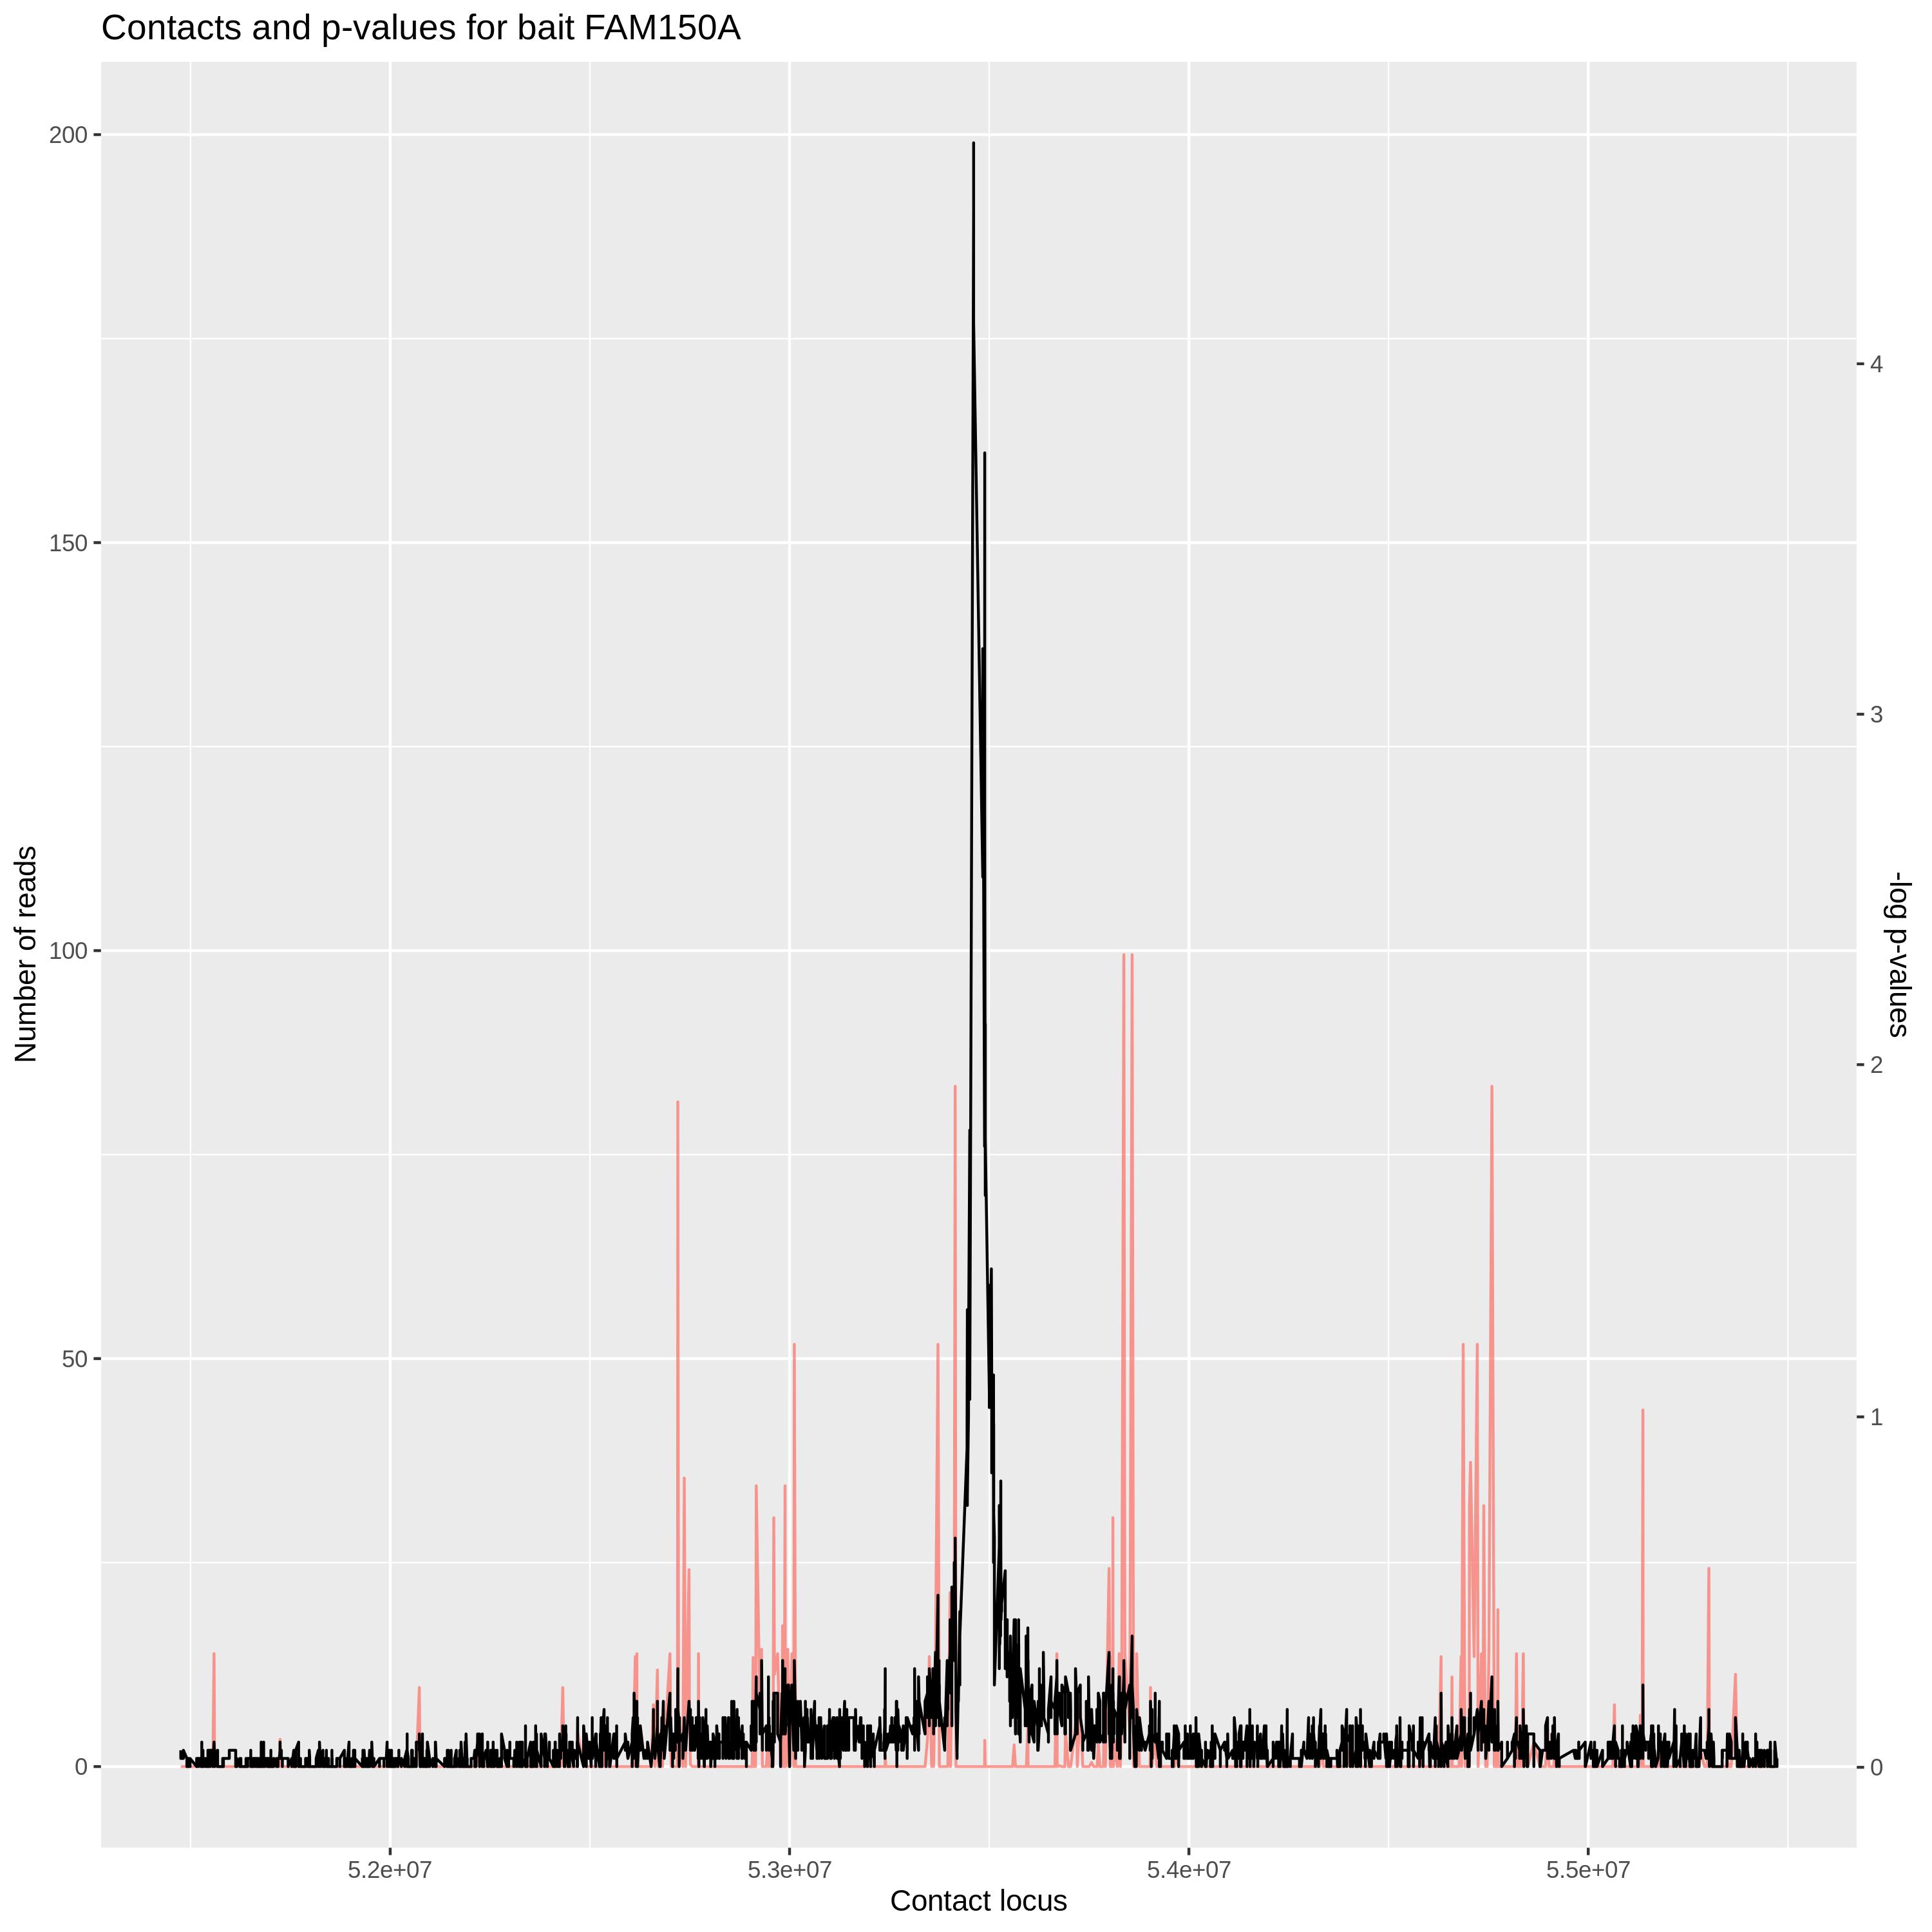 Contacts and p-values for bait FAM150A
200
150
100
50
0
Number of reads
4
3
2
1
0
-log p-values
5.2e+07
5.3e+07
5.4e+07
5.5e+07
Contact locus